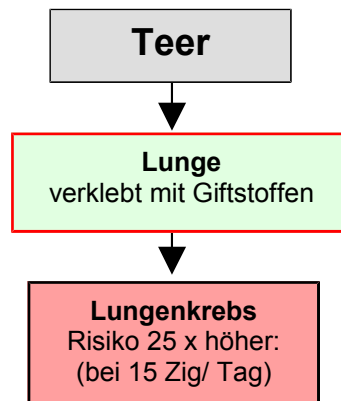 Teer
Lunge
verklebt mit Giftstoffen
Lungenkrebs
Risiko 25 x höher:
(bei 15 Zig/ Tag)